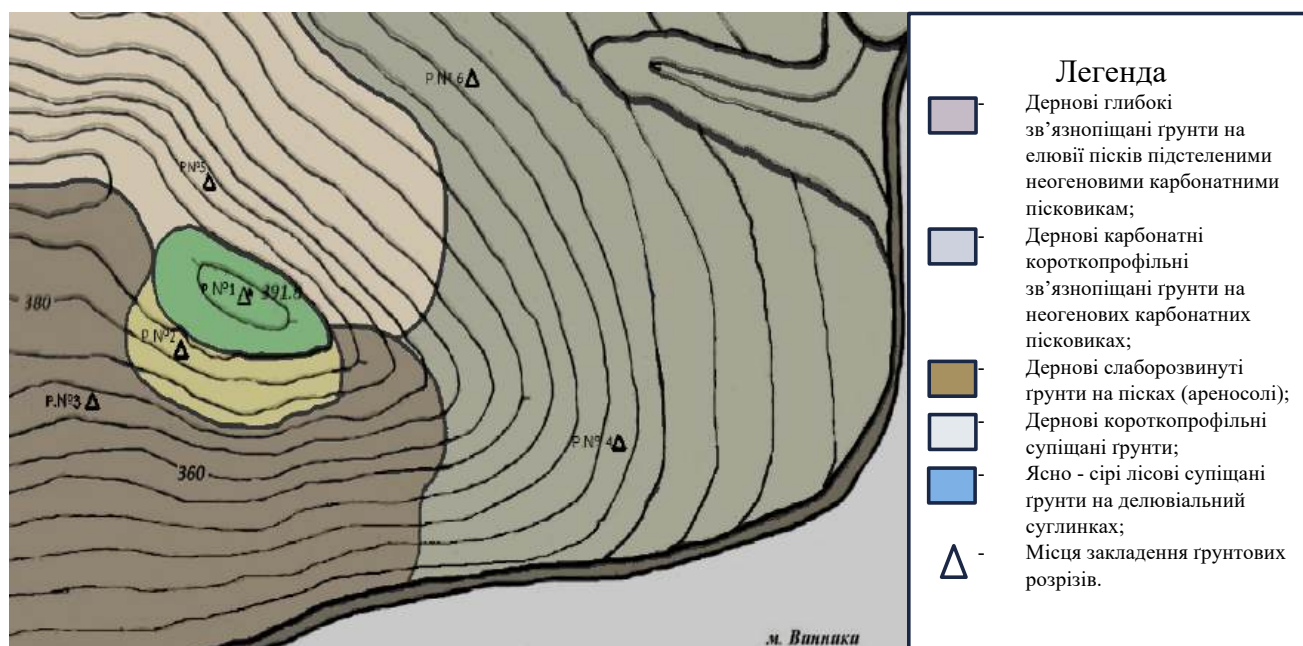 Р.№6
Р.№5
Р.№1
391.8
380
Р.№2
Р.№3
Р.№4
360
м. Винники
Легенда
- Дернові глибокі
зв’язнопіщані ґрунти на
елювії пісків підстеленими
неогеновими карбонатними
пісковикам;
- Дернові карбонатні
короткопрофільні
зв’язнопіщані ґрунти на
неогенових карбонатних
пісковиках;
- Дернові слаборозвинуті
ґрунти на пісках (ареносолі);
- Дернові короткопрофільні
супіщані ґрунти;
- Ясно - сірі лісові супіщані
ґрунти на делювіальний
суглинках;
- Місця закладення ґрунтових
розрізів.